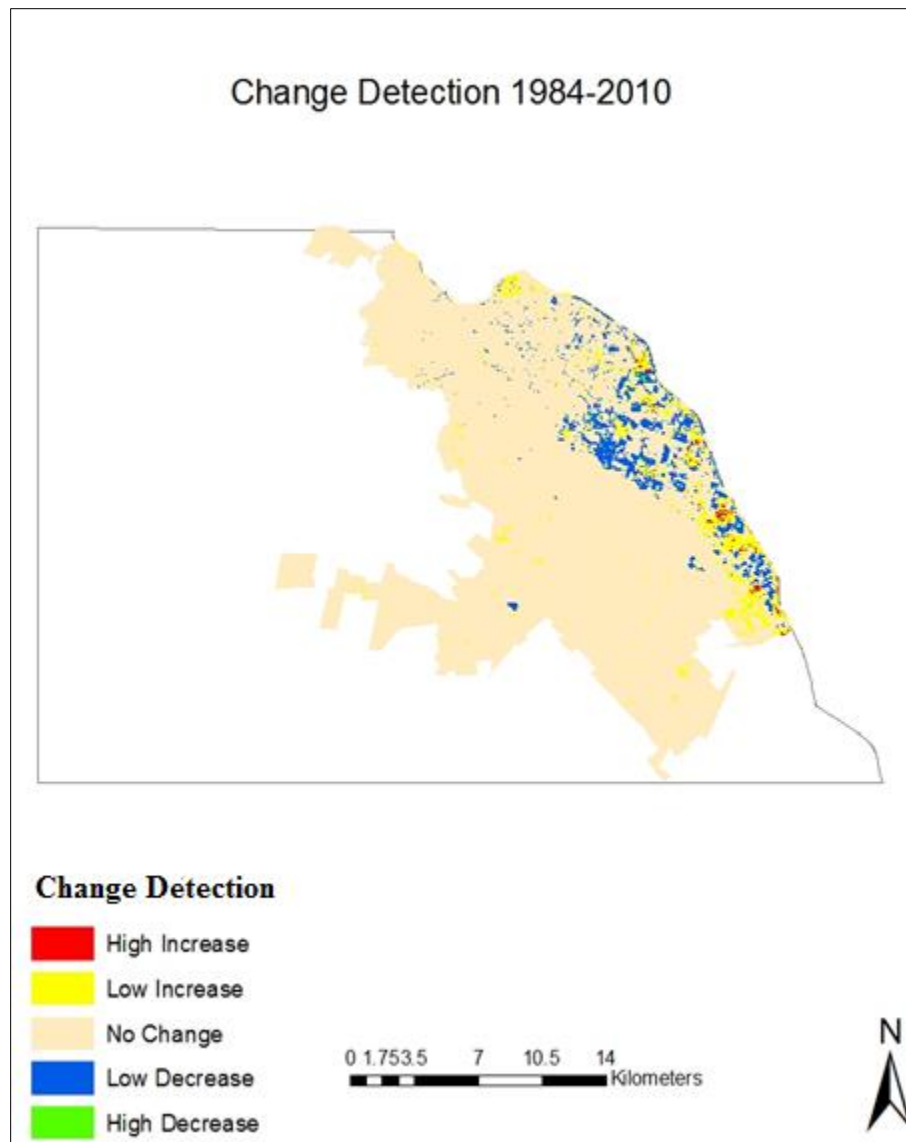 Change Detection 1984-2010
Change Detection
High Increase
Low Increase
No Change
Low Decrease
High Decrease
0 1.753.5 7 10.5 14
Kilometers
N